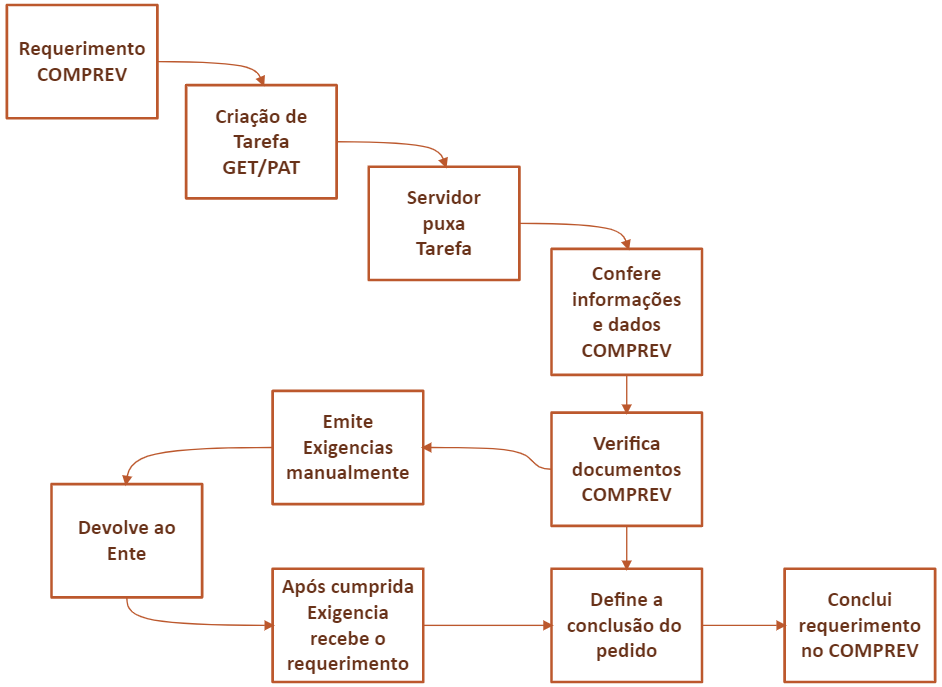 Requerimento
COMPREV
Criação de
Tarefa
GET/PAT
Servidor
puxa
Tarefa
Confere
informações
e dados
COMPREV
Verifica
documentos
COMPREV
Emite
Exigencias
manualmente
Devolve ao
Ente
Após cumprida
Exigencia
recebe o
requerimento
Define a
conclusão do
pedido
Conclui
requerimento
no COMPREV